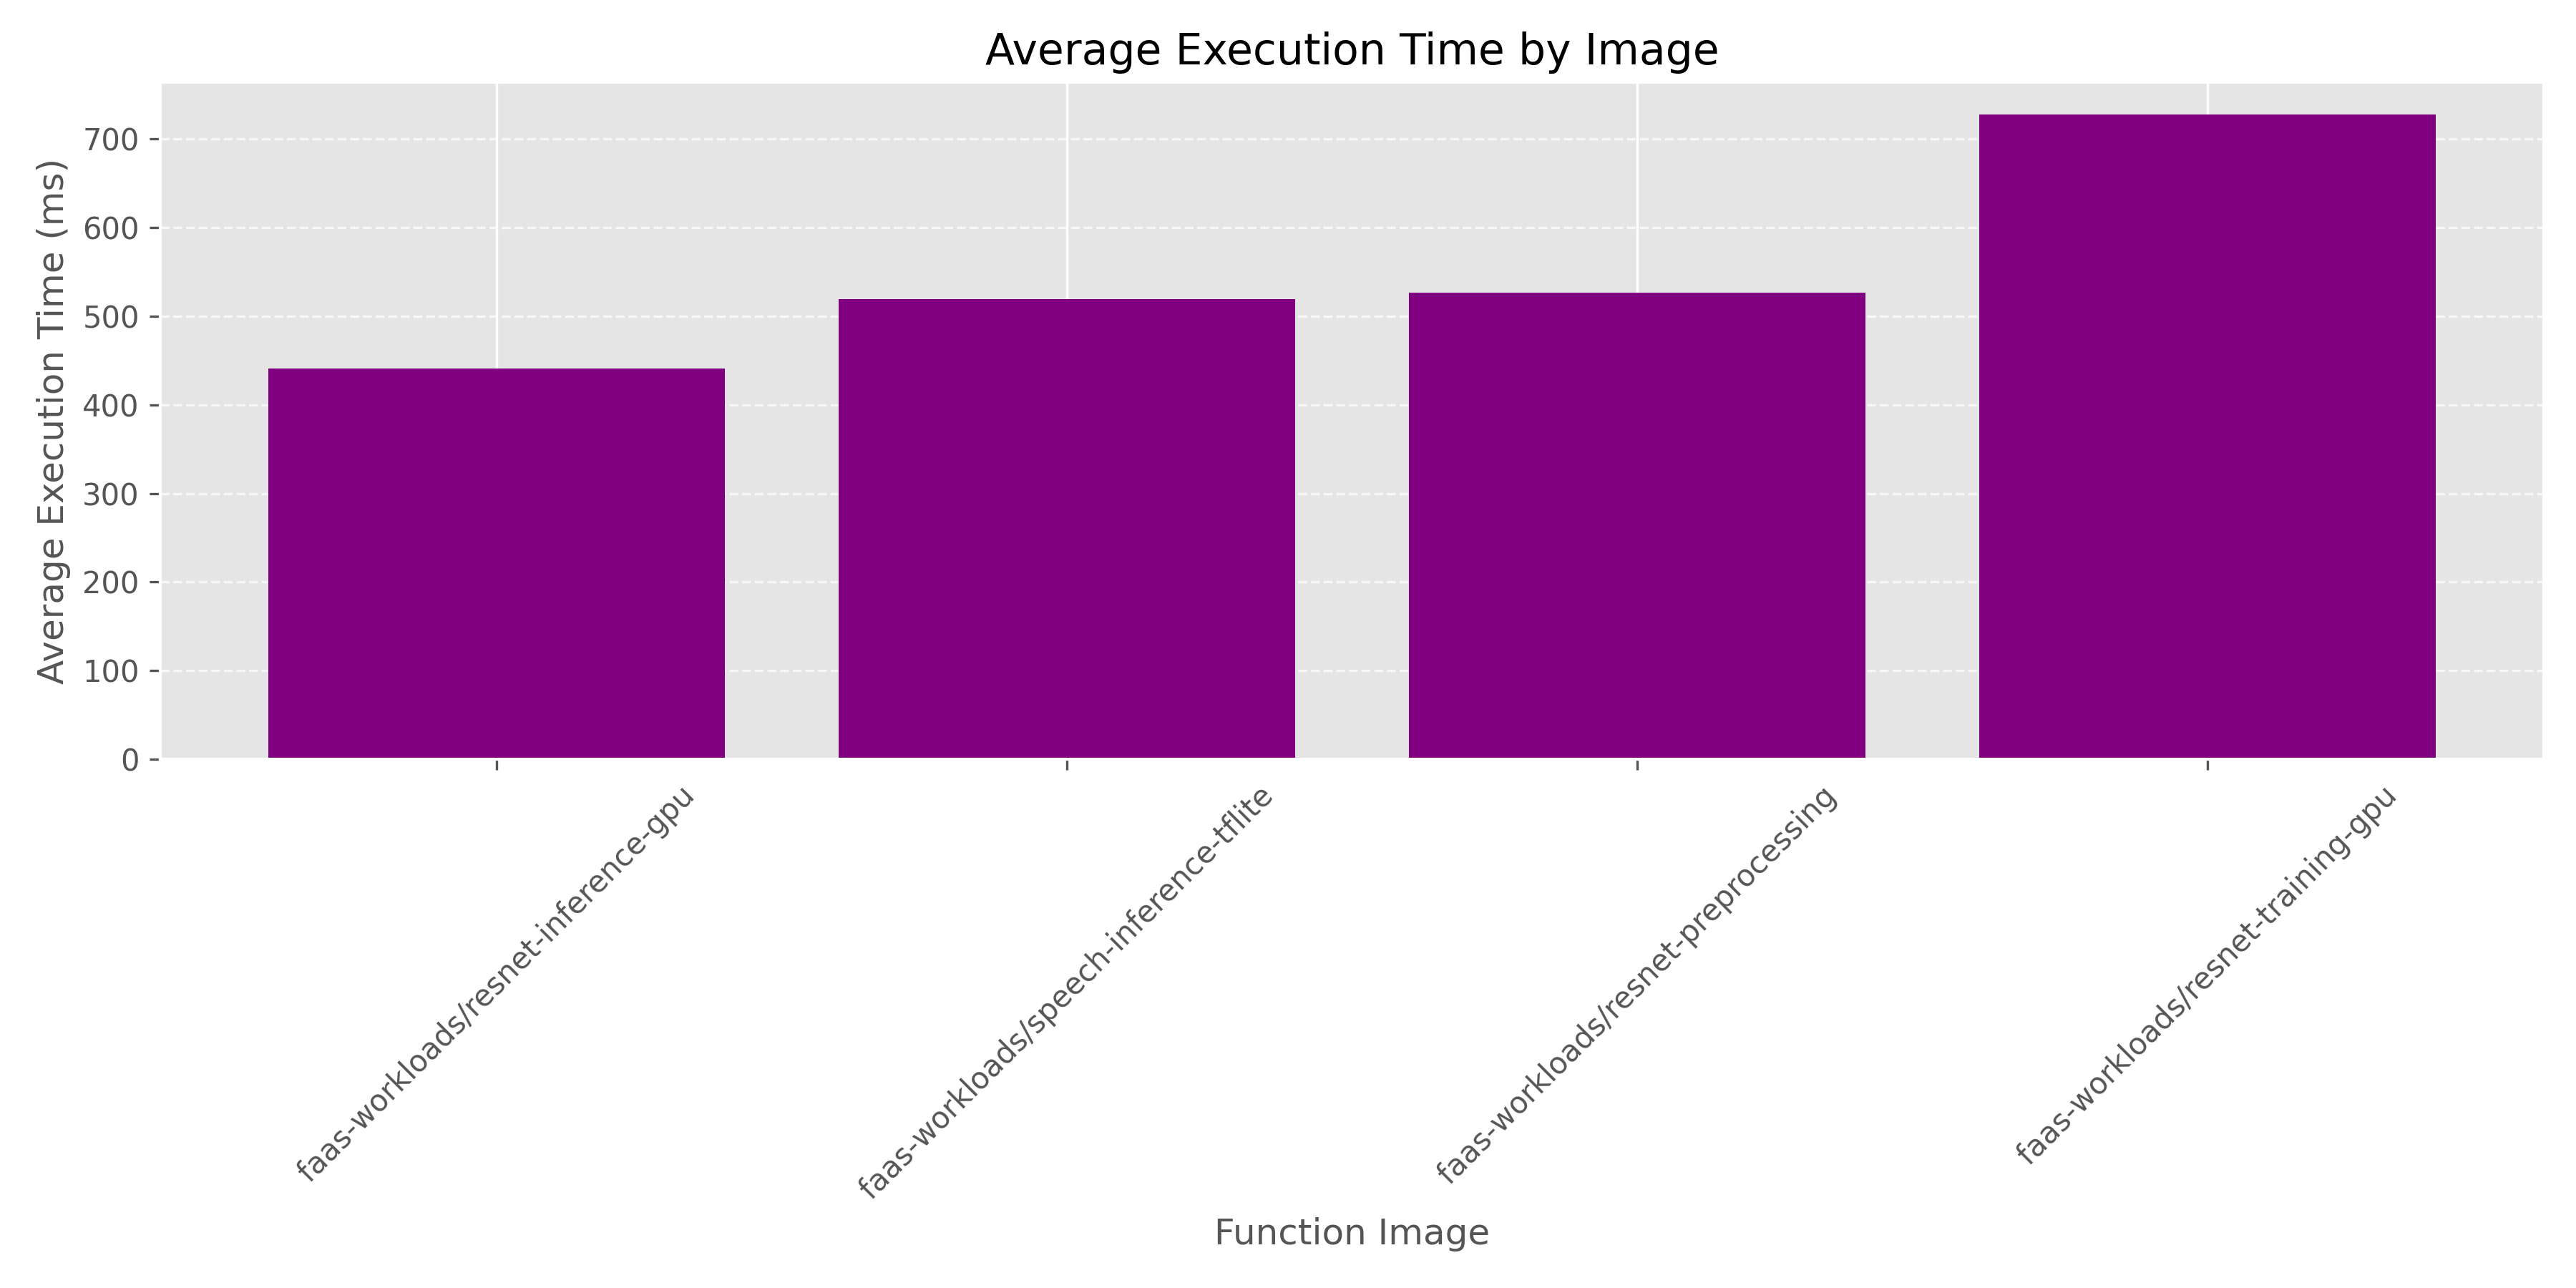 Average Execution Time by Image
Average Execution Time (ms)
700
600
500
400
300
200
100
0
faas-workloads/resnet-inference-gpu
faas-workloads/speech-inference-tflite
faas-workloads/resnet-preprocessing
faas-workloads/resnet-training-gpu
Function Image